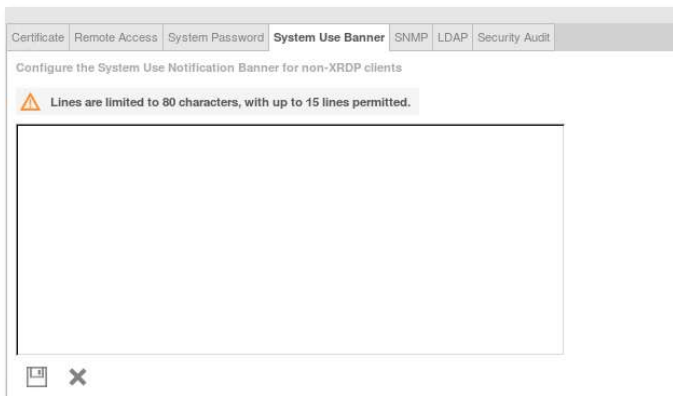 Certificate Remote Access System Password System Use Banner SNMP LDAP Security Audit
Configure the System Use Notification Banner for non-XRDP clients
Lines are limited to 80 characters, with up to 15 lines permitted.